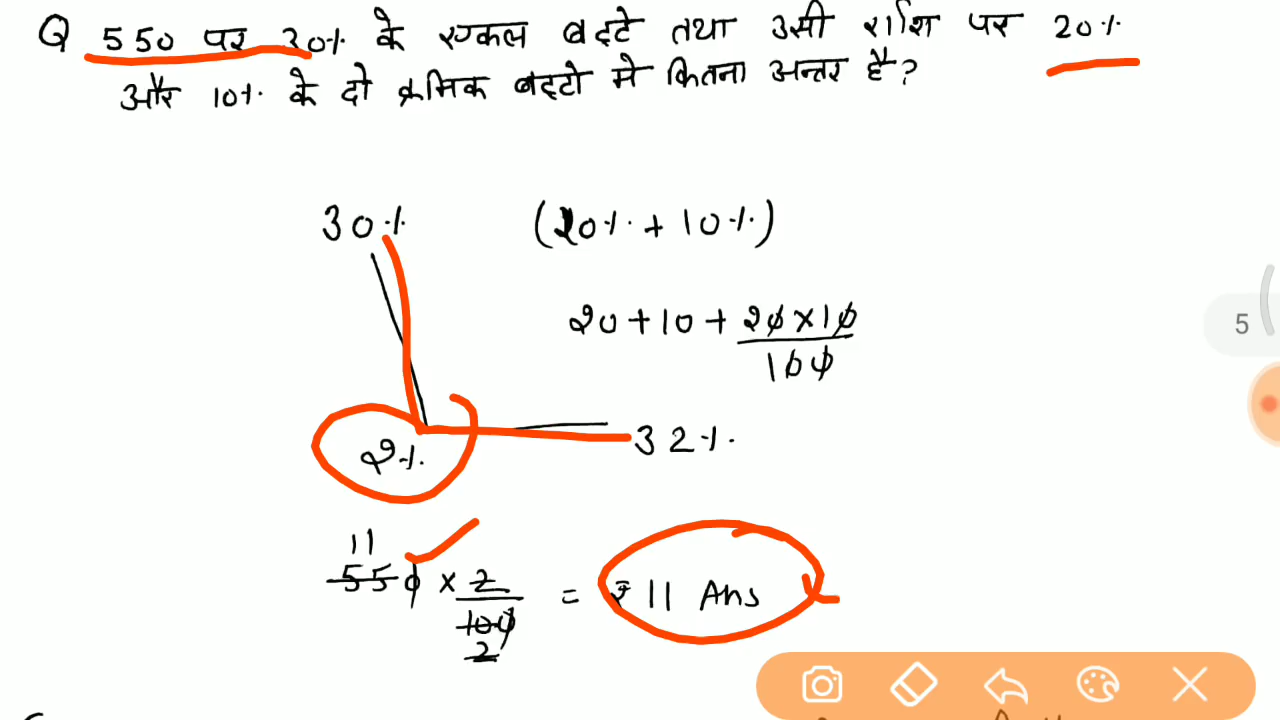 Q 550 पर 30% के एकल बट्टे तथा उसी राशि पर 20%
और 10% के दो क्रमिक बट्टो मे कितना अन्तर है?
30% (20% + 10%)
20 + 10 + 20 × 10 / 100
5
32%
2%
11
550 × 2 / 100 = ₹ 11 Ans
2